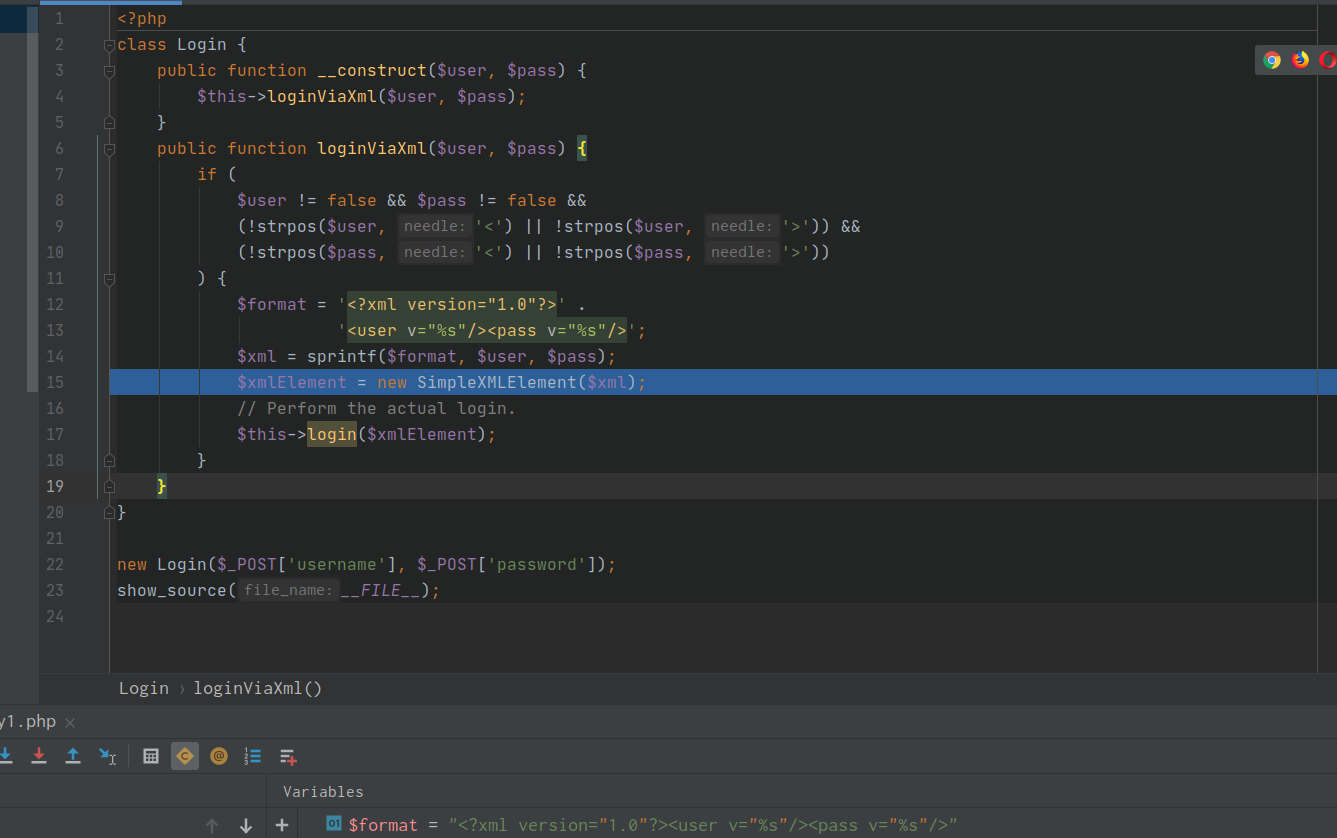 1 <?php
2 class Login {
3 public function __construct($user, $pass) {
4 $this->loginViaXml($user, $pass);
5 }
6 public function loginViaXml($user, $pass) {
7 if (
8 $user != false && $pass != false &&
9 (!strpos($user, needle: '<') || !strpos($user, needle: '>')) &&
10 (!strpos($pass, needle: '<') || !strpos($pass, needle: '>'))
11 ) {
12 $format = '<?xml version="1.0"?>' .
13 '<user v="%s"/><pass v="%s"/>';
14 $xml = sprintf($format, $user, $pass);
15 $xmlElement = new SimpleXMLElement($xml);
16 // Perform the actual login.
17 $this->login($xmlElement);
18 }
19 }
20 }
21
22 new Login($_POST['username'], $_POST['password']);
23 show_source( file_name: __FILE__);
24
Login › loginViaXml()
y1.php ×
Variables
01 $format = "<?xml version="1.0"?><user v="%s"/><pass v="%s"/>"